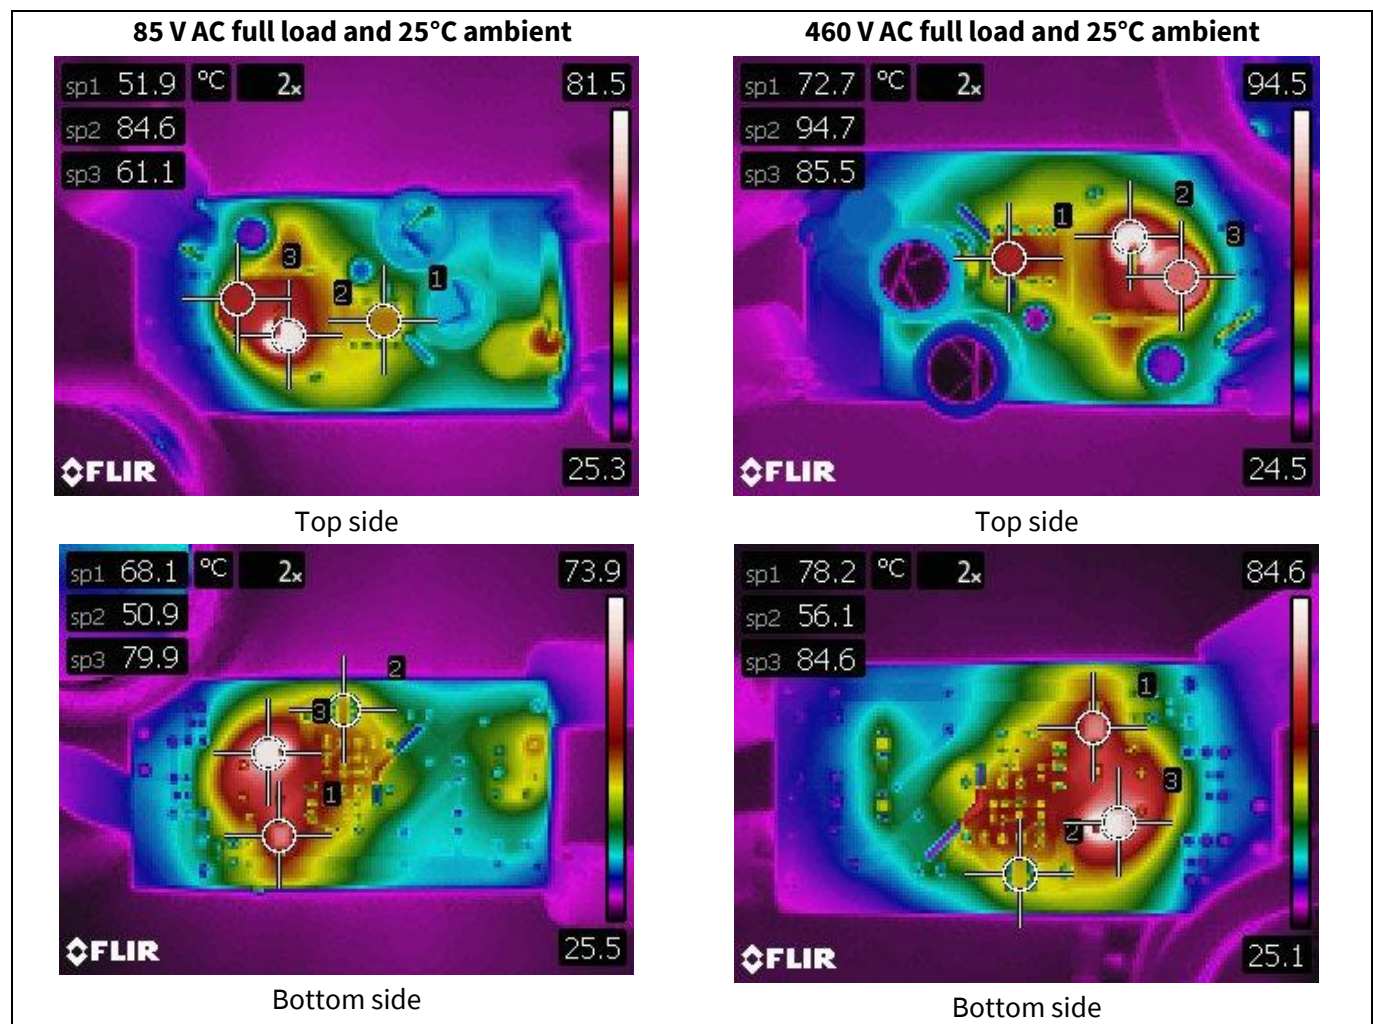 85 V AC full load and 25°C ambient
460 V AC full load and 25°C ambient
sp1 51.9 °C 2x 81.5
sp2 84.6
sp3 61.1
3
2
1
FLIR 25.3
Top side
sp1 72.7 °C 2x 94.5
sp2 94.7
sp3 85.5
1
2
3
FLIR 24.5
Top side
sp1 68.1 °C 2x 73.9
sp2 50.9
sp3 79.9
2
3
1
FLIR 25.5
Bottom side
sp1 78.2 °C 2x 84.6
sp2 56.1
sp3 84.6
1
3
2
FLIR 25.1
Bottom side